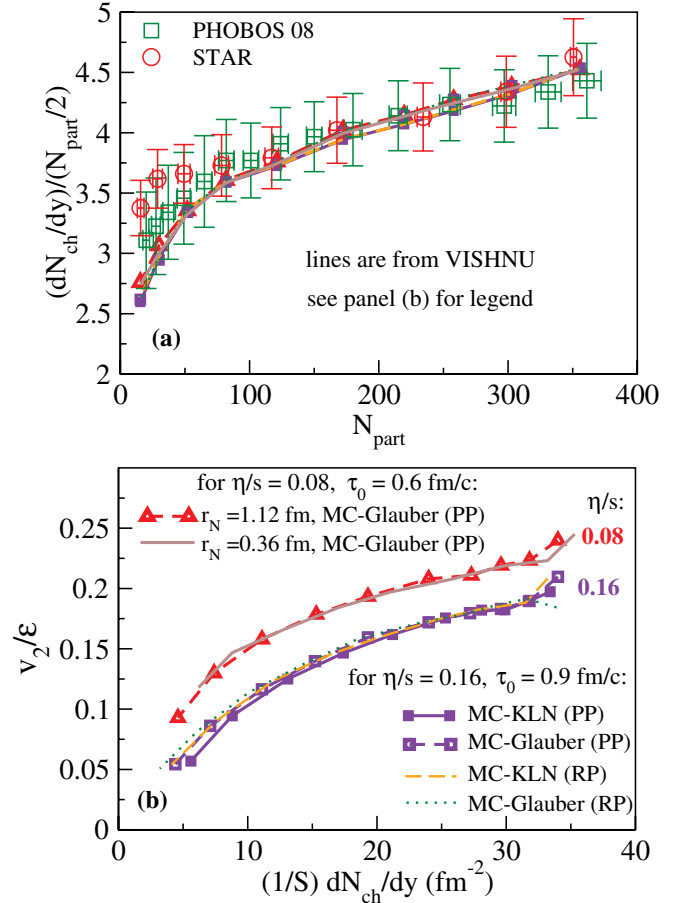 5
4.5
4
3.5
3
2.5
2
(dN_ch/dy)/(N_part/2)
PHOBOS 08
STAR
lines are from VISHNU
see panel (b) for legend
(a)
0 100 200 300 400
N_part
for η/s = 0.08, τ_0 = 0.6 fm/c:
r_N =1.12 fm, MC-Glauber (PP)
r_N =0.36 fm, MC-Glauber (PP)
η/s:
0.08
0.16
0.25
0.2
0.15
0.1
0.05
0
v_2/ε
for η/s = 0.16, τ_0 = 0.9 fm/c:
MC-KLN (PP)
MC-Glauber (PP)
MC-KLN (RP)
MC-Glauber (RP)
(b)
0 10 20 30 40
(1/S) dN_ch/dy (fm^-2)